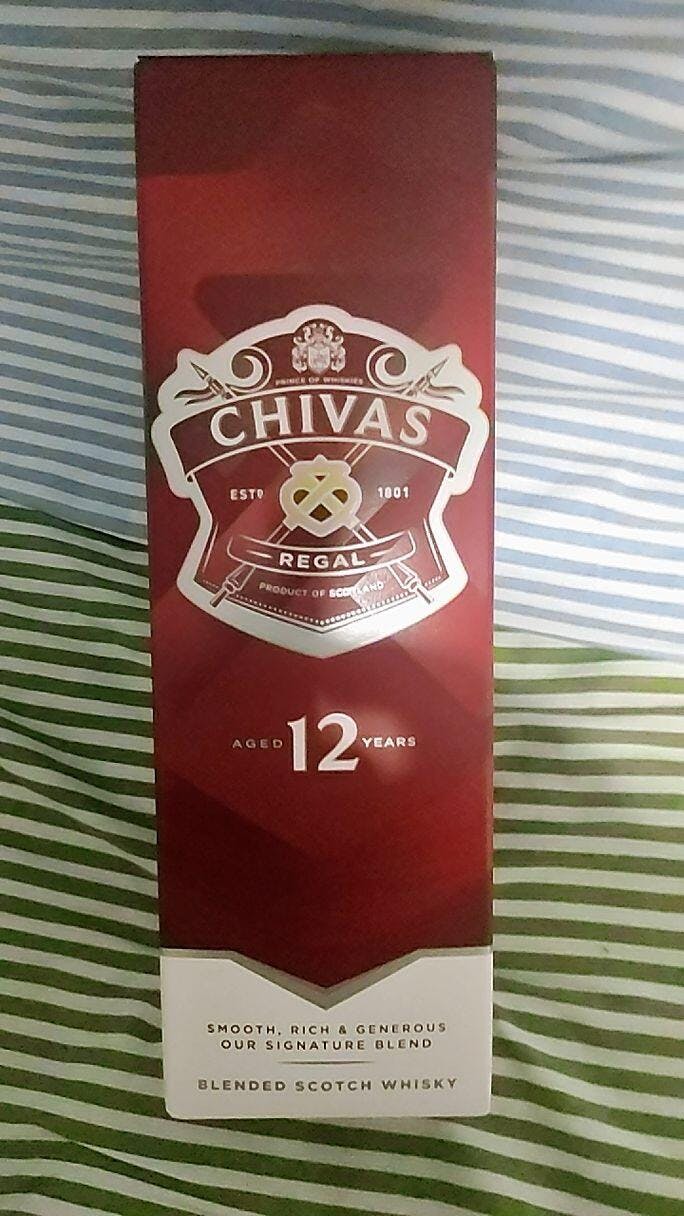 PRINCE OF WHISKIES
CHIVAS
ESTD 1801
REGAL
PRODUCT OF SCOTLAND
AGED 12 YEARS
SMOOTH, RICH & GENEROUS
OUR SIGNATURE BLEND
BLENDED SCOTCH WHISKY